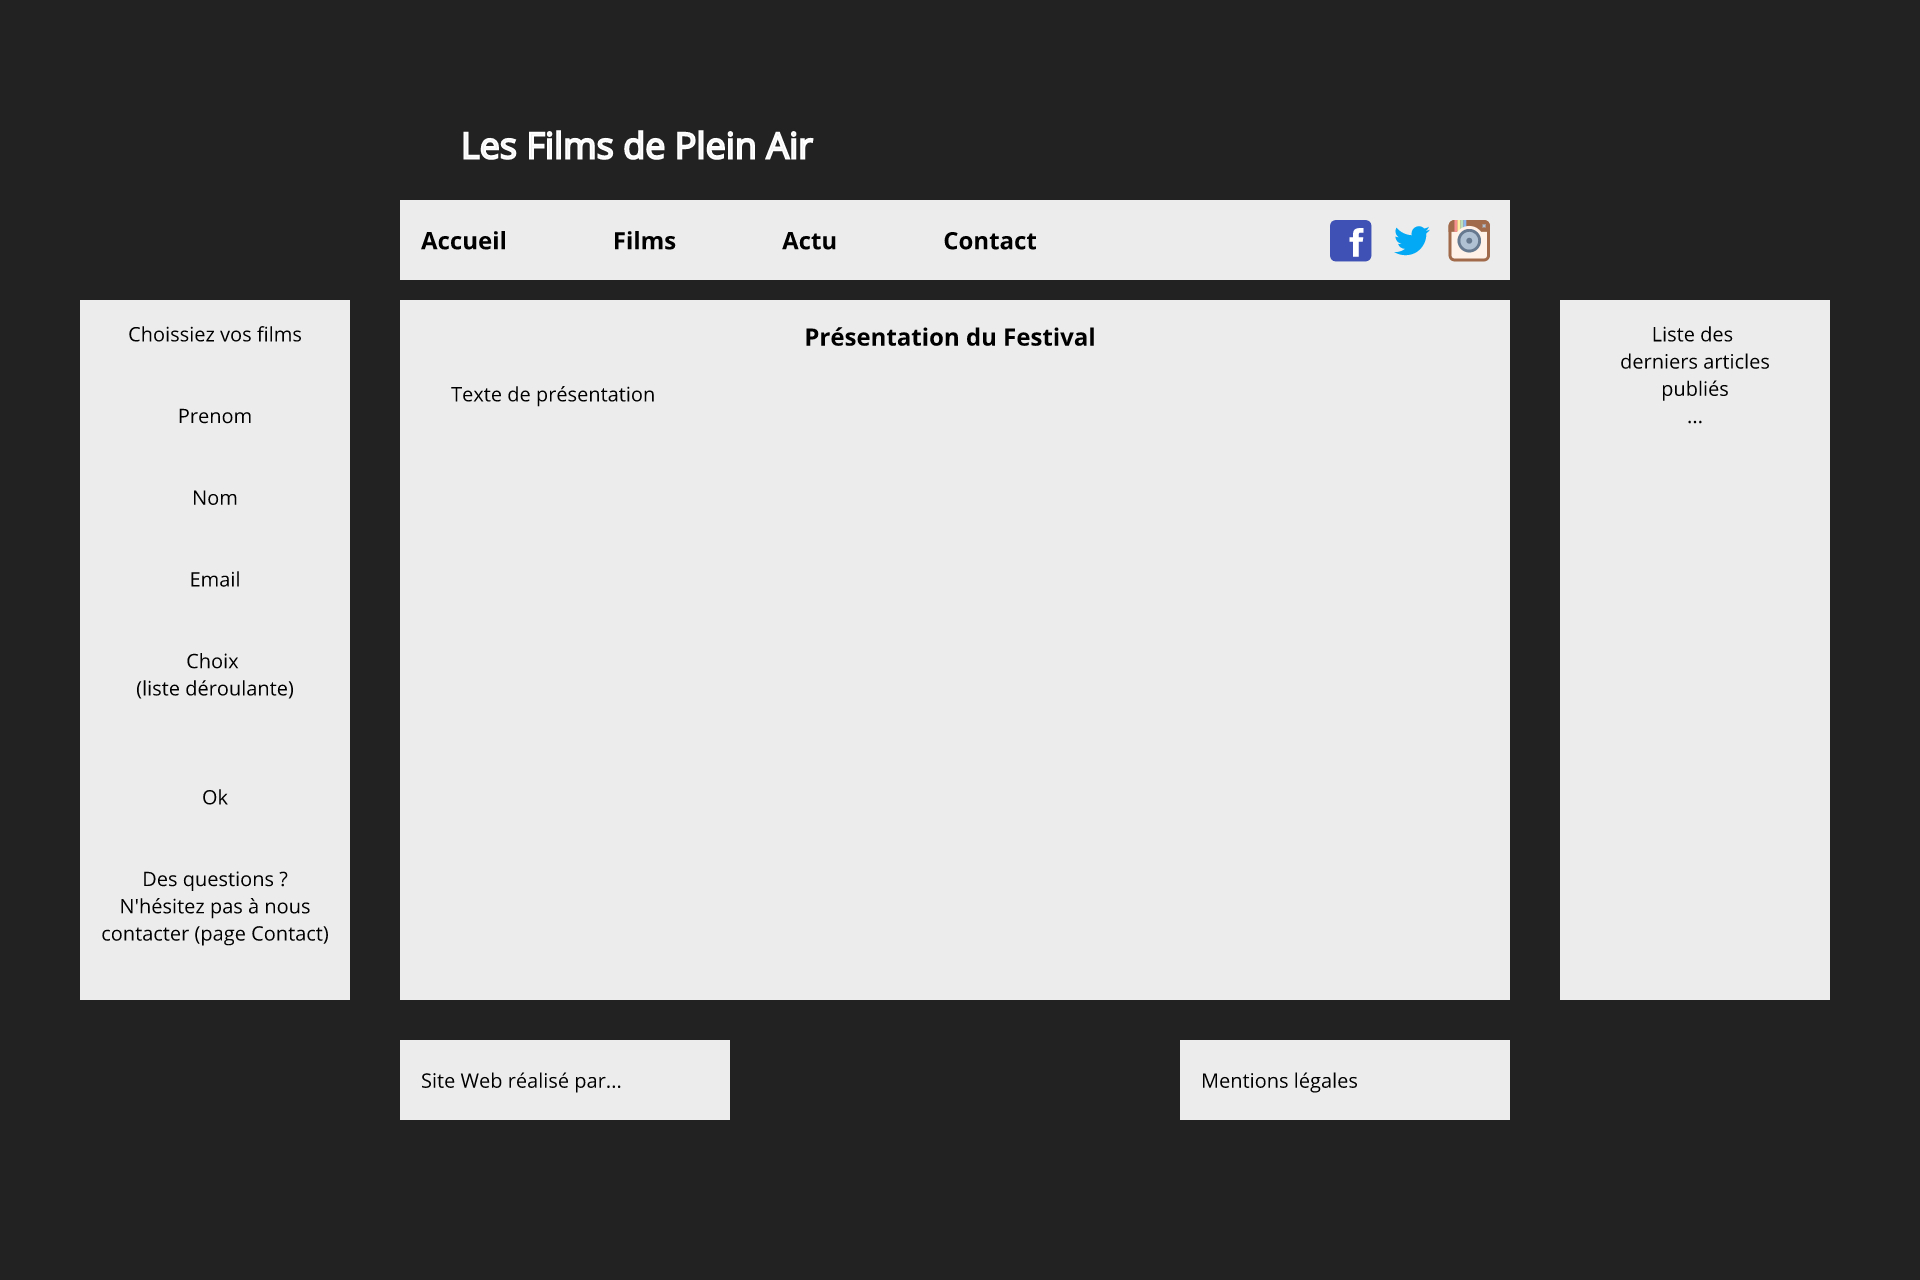 Les Films de Plein Air
Accueil
Films
Actu
Contact
Choissiez vos films
Prenom
Nom
Email
Choix
(liste déroulante)
Ok
Des questions ?
N'hésitez pas à nous
contacter (page Contact)
Présentation du Festival
Texte de présentation
Liste des
derniers articles
publiés
...
Site Web réalisé par...
Mentions légales